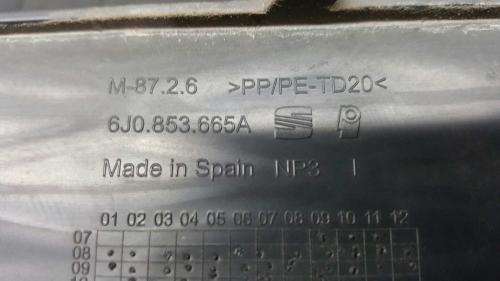 M-87.2.6 >PP/PE-TD20<
6J0.853.665A
Made in Spain NP3 I
01 02 03 04 05 06 07 08 09 10 11 12
07
08
09
10